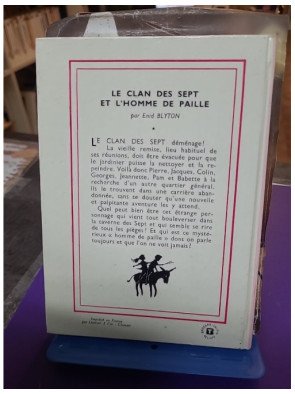 LE CLAN DES SEPT
ET L'HOMME DE PAILLE
par Enid BLYTON
LE CLAN DES SEPT déménage!
La vieille remise, lieu habituel de
ses réunions, doit être évacuée pour que
le jardinier puisse la nettoyer et la re-
peindre. Voilà donc Pierre, Jacques, Colin,
Georges, Jeannette, Pam et Babette à la
recherche d'un autre quartier général.
Ils le trouvent dans une carrière aban-
donnée, sans se douter qu'une nouvelle
et palpitante aventure les y attend.
Quel peut bien être cet étrange per-
sonnage qui vient tout bouleverser dans
la caverne des Sept et qui semble se rire
de tous les pièges? Et qui est ce mysté-
rieux « homme de paille » dont on parle
toujours et que l'on ne voit jamais?
Imprimé en France